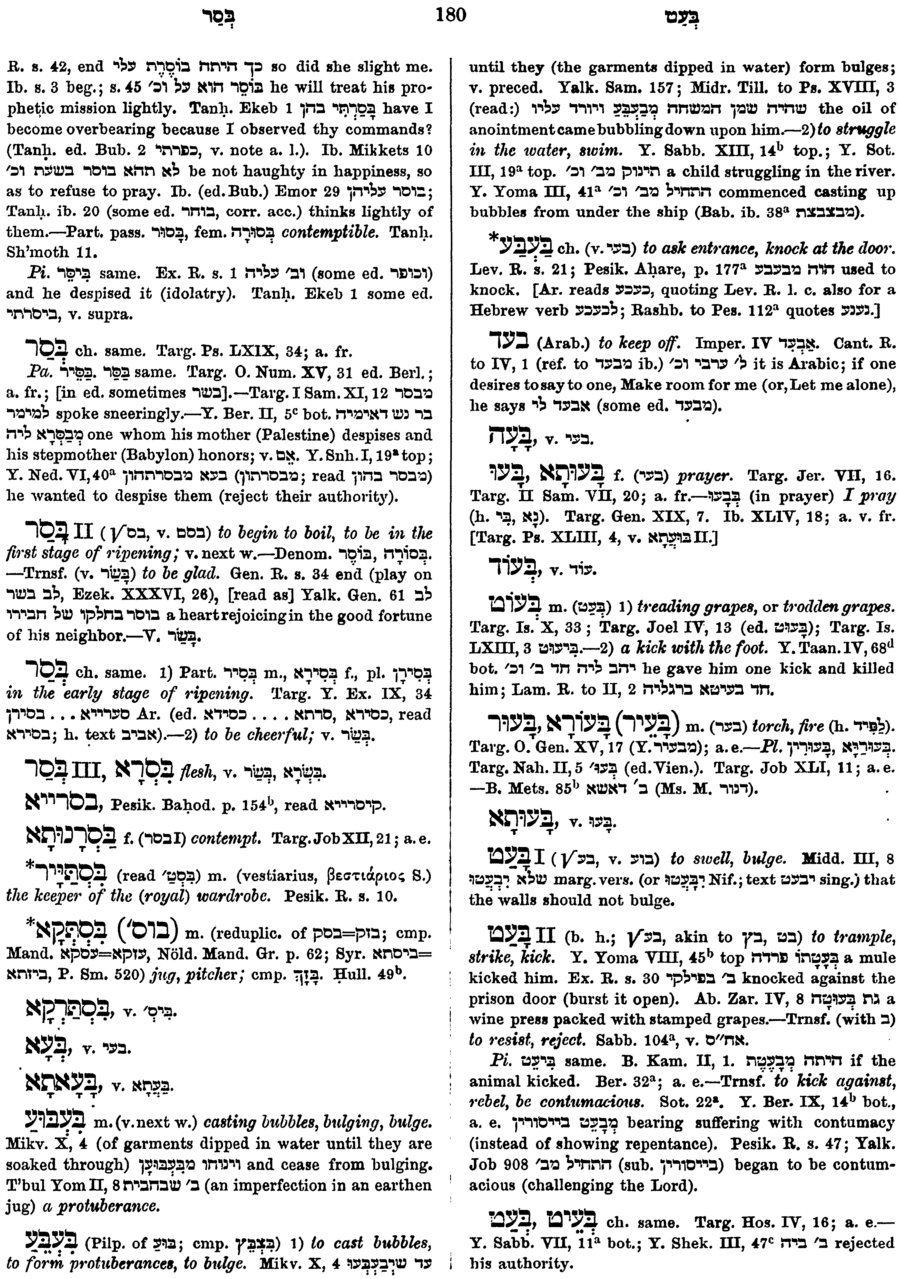 בְּסַר
180
בְּעַט
R. s. 42, end כך היתה בוֹסֶרֶת עלי so did she slight me.
Ib. s. 3 beg.; s. 45 בּוֹסֵר הוא על וכ' he will treat his pro-
phetic mission lightly. Tanḥ. Ekeb 1 בָּסַרְתִּי בהן have I
become overbearing because I observed thy commands?
(Tanḥ. ed. Bub. 2 כפרתי, v. note a. l.). Ib. Mikkets 10
לא תהא בוסר בשעת וכ' be not haughty in happiness, so
as to refuse to pray. Ib. (ed. Bub.) Emor 29 בוסר עליהן;
Tanḥ. ib. 20 (some ed. בוחר, corr. acc.) thinks lightly of
them.—Part. pass. בָּסוּר, fem. בְּסוּרָה contemptible. Tanḥ.
Sh'moth 11.
Pi. בִּיסֵּר same. Ex. R. s. 1 וב' עליה (some ed. וכופר)
and he despised it (idolatry). Tanḥ. Ekeb 1 some ed.
ביסרתי, v. supra.
בְּסַר ch. same. Targ. Ps. LXIX, 34; a. fr.
Pa. בַּסֵּר, בַּסֵּיר same. Targ. O. Num. XV, 31 ed. Berl.;
a. fr.; [in ed. sometimes בשר].—Targ. I Sam. XI, 12 מבסר
למימר spoke sneeringly.—Y. Ber. II, 5c bot. בר נש דאימיה
מְבַסְּרָא ליה one whom his mother (Palestine) despises and
his stepmother (Babylon) honors; v. אֵם. Y. Snh. I, 19a top;
Y. Ned. VI, 40a בעא מבסרתהון (מבסרתון; read מבסר בהון)
he wanted to despise them (reject their authority).
בָּסַר II (√בס, v. בסם) to begin to boil, to be in the
first stage of ripening; v. next w.—Denom. בּוֹסֶר, בּוֹסְרָה.
—Trnsf. (v. בָּשַׂר) to be glad. Gen. R. s. 34 end (play on
לב בשר, Ezek. XXXVI, 26), [read as] Yalk. Gen. 61 לב
בוסר בחלקו של חבירו a heart rejoicing in the good fortune
of his neighbor.—V. בָּשָׂר.
בְּסַר ch. same. 1) Part. בְּסִיר m., בְּסִירָא f., pl. בְּסִירָן
in the early stage of ripening. Targ. Y. Ex. IX, 34
סערייא ... בסירן Ar. (ed. סרתא .... כסידא, כסירא, read
בסירא; h. text אביב).—2) to be cheerful; v. בְּשַׂר.
בְּסַר III, בִּסְרָא flesh, v. בְּשַׂר, בִּשְׂרָא.
בסרייא, Pesik. Baḥod. p. 154b, read קיסרייא.
בַּסְרָנוּתָא f. (בסר I) contempt. Targ. Job XII, 21; a. e.
*בִּסְתַּיָּיר (read בִּסְטַ') m. (vestiarius, βεστιάριος S.)
the keeper of the (royal) wardrobe. Pesik. R. s. 10.
*בִּסְתְּקָא (בוס') m. (reduplic. of בזק=בסק; cmp.
Mand. עזקא=עסקא, Nöld. Mand. Gr. p. 62; Syr. ביסתא=
ביזתא, P. Sm. 520) jug, pitcher; cmp. בָּזָךְ. Ḥull. 49b.
בִּסְתַּרְקָא, v. בִּיס'.
בְּעָא, v. בעי.
בְּעָאתָא, v. בַּעְתָא.
בַּעְבּוּעַ m. (v. next w.) casting bubbles, bulging, bulge.
Mikv. X, 4 (of garments dipped in water until they are
soaked through) וינוחו מִבַּעְבּוּעָן and cease from bulging.
T'bul Yom II, 8 ב' שבחבית (an imperfection in an earthen
jug) a protuberance.
בַּעְבֵּעַ (Pilp. of בּוּעַ; cmp. בַּצְבֵּץ) 1) to cast bubbles,
to form protuberances, to bulge. Mikv. X, 4 עד שיְבַעְבְּעוּ
until they (the garments dipped in water) form bulges;
v. preced. Yalk. Sam. 157; Midr. Till. to Ps. XVIII, 3
(read:) שהיה שמן המשחה מְבַעְבֵּעַ ויורד עליו the oil of
anointment came bubbling down upon him.—2) to struggle
in the water, swim. Y. Sabb. XIII, 14b top.; Y. Sot.
III, 19a top. תינוק מב' וכ' a child struggling in the river.
Y. Yoma III, 41a התחיל מב' וכ' commenced casting up
bubbles from under the ship (Bab. ib. 38a מבצבצת).
*בַּעְבַּע ch. (v. בעי) to ask entrance, knock at the door.
Lev. R. s. 21; Pesik. Aḥare, p. 177a הוה מבעבע used to
knock. [Ar. reads כעכע, quoting Lev. R. l. c. also for a
Hebrew verb לכעכע; Rashb. to Pes. 112a quotes נענע.]
בעד (Arab.) to keep off. Imper. IV אַבְעַד. Cant. R.
to IV, 1 (ref. to מבעד ib.) ל' ערבי וכ' it is Arabic; if one
desires to say to one, Make room for me (or, Let me alone),
he says אבעד לי (some ed. מבעד).
בָּעָה, v. בעי.
בָּעוּתָא, בָּעוּ f. (בעי) prayer. Targ. Jer. VII, 16.
Targ. II Sam. VII, 20; a. fr.—בְּבָעוּ (in prayer) I pray
(h. נָא, בִּי). Targ. Gen. XIX, 7. Ib. XLIV, 18; a. v. fr.
[Targ. Ps. XLIII, 4, v. בּוּעֲתָא II.]
בְּעוֹד, v. עוֹד.
בְּעוֹט m. (בְּעַט) 1) treading grapes, or trodden grapes.
Targ. Is. X, 33; Targ. Joel IV, 13 (ed. בְּעוּט); Targ. Is.
LXIII, 3 בִּיעוּט.—2) a kick with the foot. Y. Taan. IV, 68d
bot. יהב ליה חד ב' וכ' he gave him one kick and killed
him; Lam. R. to II, 2 חד בעיטא ברגליה.
בָּעוּר, בְּעוֹרָא (בָּעֵיר) m. (בער) torch, fire (h. לַפִּיד).
Targ. O. Gen. XV, 17 (Y. מבעיר); a. e.—Pl. בָּעוּרִין, בָּעוּרַיָּא.
Targ. Nah. II, 5 בָּעוּ' (ed. Vien.). Targ. Job XLI, 11; a. e.
—B. Mets. 85b ב' דאשא (Ms. M. דנור).
בָּעוּתָא, v. בָּעוּ.
בָּעַט I (√בע, v. בוע) to swell, bulge. Midd. III, 8
שלא יִבְעֲטוּ marg. vers. (or יִבָּעֲטוּ Nif.; text יבעט sing.) that
the walls should not bulge.
בָּעַט II (b. h.; √בע, akin to בץ, בט) to trample,
strike, kick. Y. Yoma VIII, 45b top בְּעָטָתוֹ פרדה a mule
kicked him. Ex. R. s. 30 ב' בפילקי knocked against the
prison door (burst it open). Ab. Zar. IV, 8 גת בְּעוּטָה a
wine press packed with stamped grapes.—Trnsf. (with ב)
to resist, reject. Sabb. 104a, v. אח"ס.
Pi. בִּיעֵט same. B. Kam. II, 1. היתה מְבַעֶטֶת if the
animal kicked. Ber. 32a; a. e.—Trnsf. to kick against,
rebel, be contumacious. Sot. 22a. Y. Ber. IX, 14b bot.,
a. e. מְבַעֵט בייסורין bearing suffering with contumacy
(instead of showing repentance). Pesik. R. s. 47; Yalk.
Job 908 התחיל מב' (sub. בייסורין) began to be contum-
acious (challenging the Lord).
בְּעַט, בְּעֵיט ch. same. Targ. Hos. IV, 16; a. e.—
Y. Sabb. VII, 11a bot.; Y. Shek. III, 47c ב' ביה rejected
his authority.